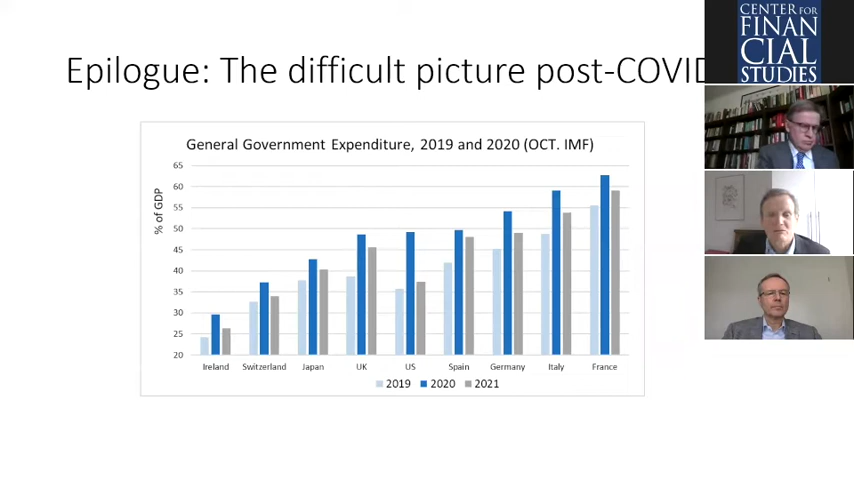 Epilogue: The difficult picture post-COVID
CENTER FOR
FINAN
CIAL
STUDIES
General Government Expenditure, 2019 and 2020 (OCT. IMF)
% of GDP
65
60
55
50
45
40
35
30
25
20
Ireland Switzerland Japan UK US Spain Germany Italy France
2019 2020 2021